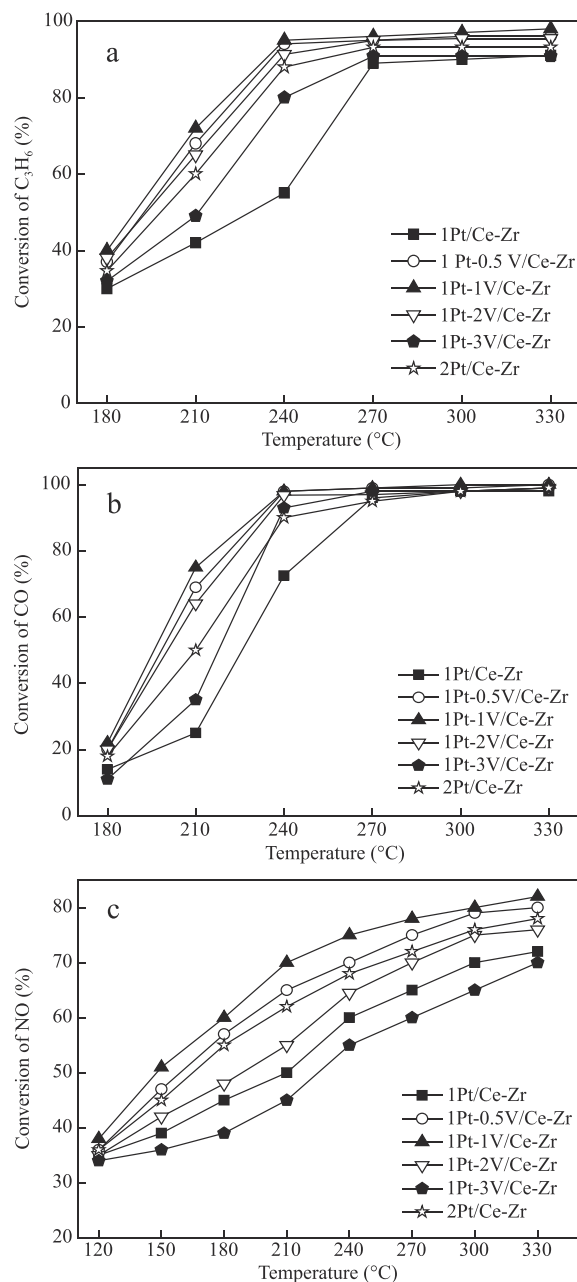 a
100
80
60
40
20
0
Conversion of C₃H₆ (%)
1Pt/Ce-Zr
1 Pt-0.5 V/Ce-Zr
1Pt-1V/Ce-Zr
1Pt-2V/Ce-Zr
1Pt-3V/Ce-Zr
2Pt/Ce-Zr
180 210 240 270 300 330
Temperature (°C)
b
100
80
60
40
20
0
Conversion of CO (%)
1Pt/Ce-Zr
1Pt-0.5V/Ce-Zr
1Pt-1V/Ce-Zr
1Pt-2V/Ce-Zr
1Pt-3V/Ce-Zr
2Pt/Ce-Zr
180 210 240 270 300 330
Temperature (°C)
c
80
70
60
50
40
30
20
Conversion of NO (%)
1Pt/Ce-Zr
1Pt-0.5V/Ce-Zr
1Pt-1V/Ce-Zr
1Pt-2V/Ce-Zr
1Pt-3V/Ce-Zr
2Pt/Ce-Zr
120 150 180 210 240 270 300 330
Temperature (°C)